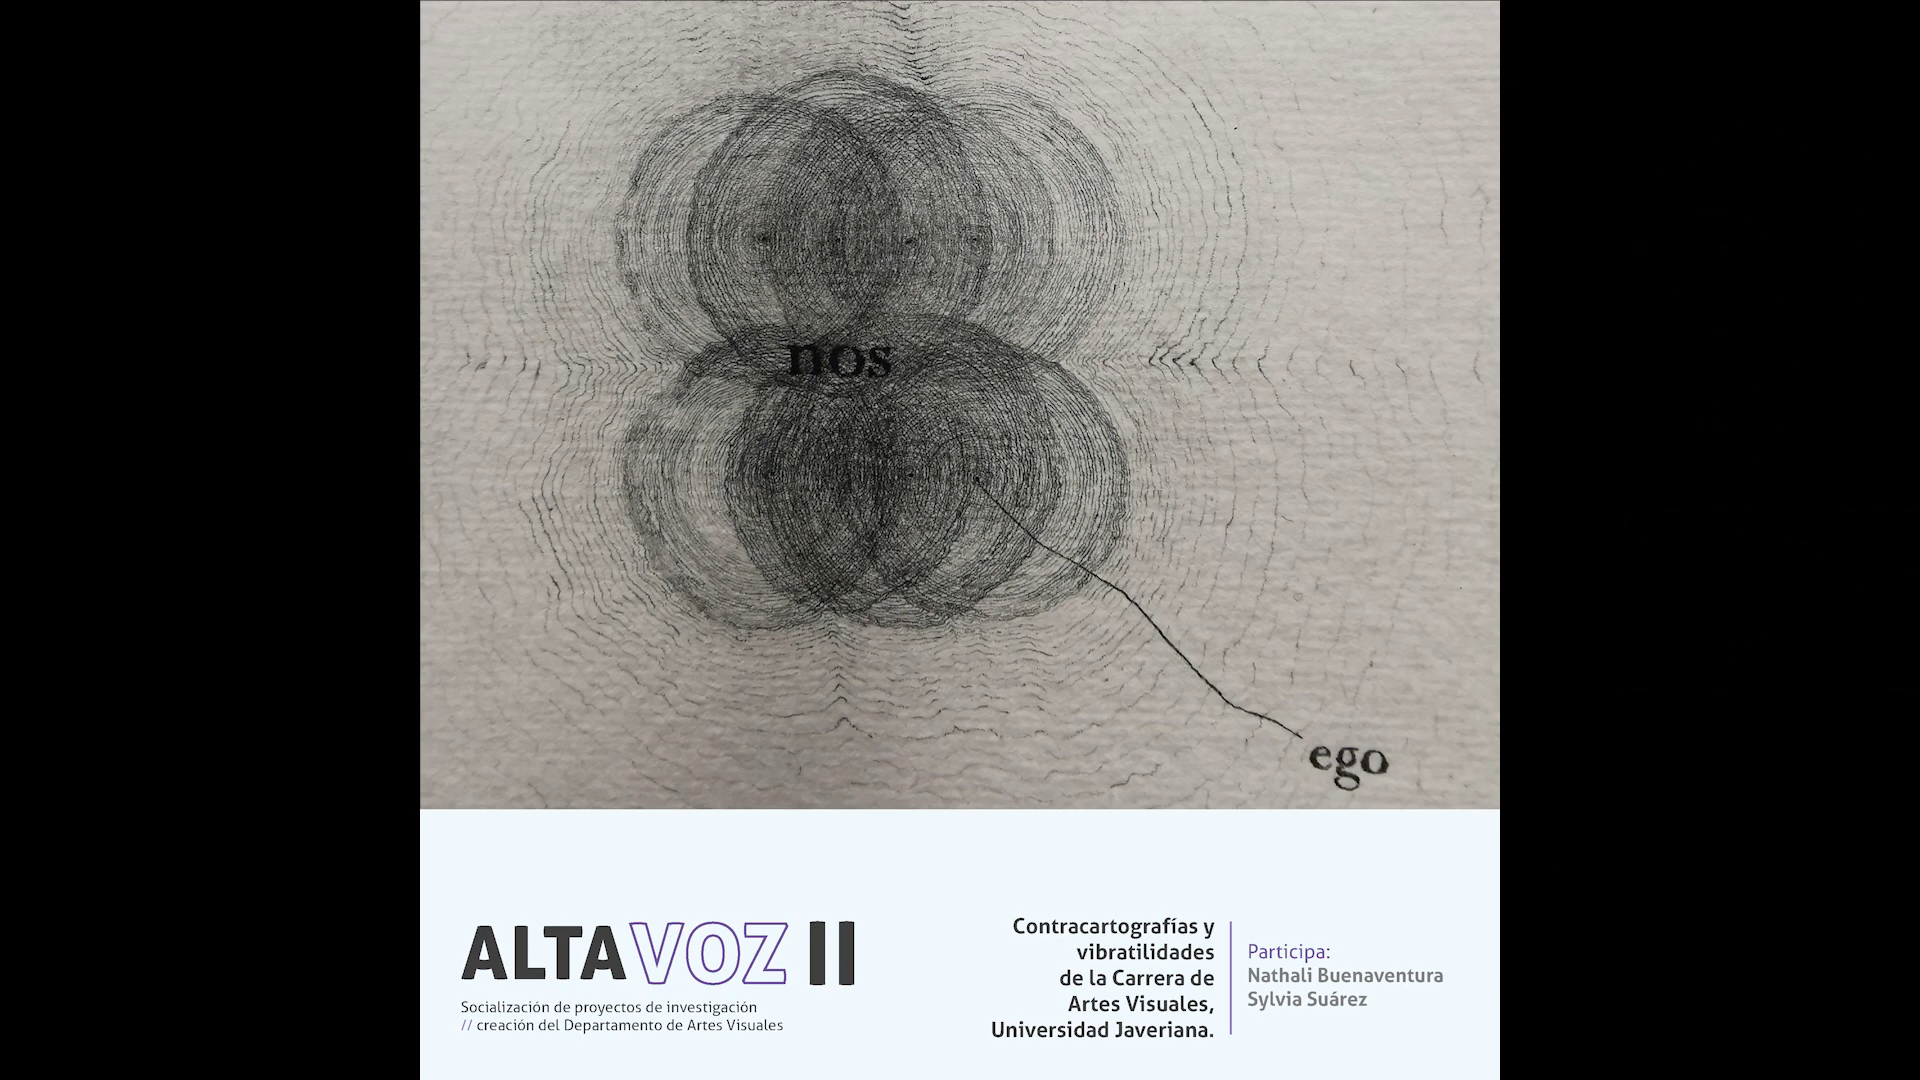 nos
ego
ALTAVOZ II
Socialización de proyectos de investigación
// creación del Departamento de Artes Visuales
Contracartografías y
vibratilidades
de la Carrera de
Artes Visuales,
Universidad Javeriana.
Participa:
Nathali Buenaventura
Sylvia Suárez